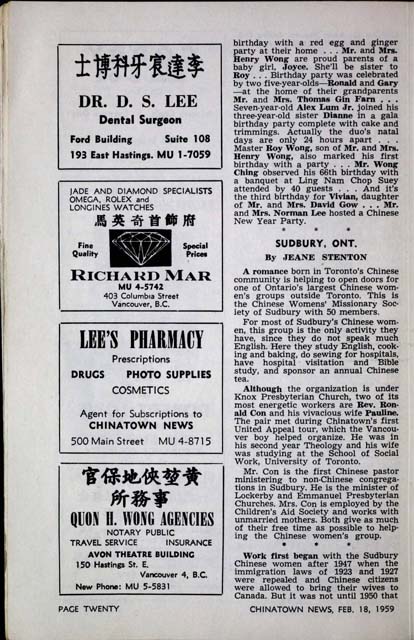 士博科牙寰達李
DR. D. S. LEE
Dental Surgeon
Ford Building Suite 108
193 East Hastings. MU 1-7059
JADE AND DIAMOND SPECIALISTS
OMEGA, ROLEX and
LONGINES WATCHES
馬英奇首飾府
Fine Quality
Special Prices
RICHARD MAR
MU 4-5742
403 Columbia Street
Vancouver, B.C.
LEE'S PHARMACY
Prescriptions
DRUGS PHOTO SUPPLIES
COSMETICS
Agent for Subscriptions to
CHINATOWN NEWS
500 Main Street MU 4-8715
官保地俠堃黄
所務事
QUON H. WONG AGENCIES
NOTARY PUBLIC
TRAVEL SERVICE INSURANCE
AVON THEATRE BUILDING
150 Hastings St. E.
Vancouver 4, B.C.
New Phone: MU 5-5831
birthday with a red egg and ginger
party at their home . . . Mr. and Mrs.
Henry Wong are proud parents of a
baby girl, Joyce. She'll be sister to
Roy . . . Birthday party was celebrated
by two five-year-olds—Ronald and Gary
—at the home of their grandparents
Mr. and Mrs. Thomas Gin Farn . . .
Seven-year-old Alex Lum Jr. joined his
three-year-old sister Dianne in a gala
birthday party complete with cake and
trimmings. Actually the duo's natal
days are only 24 hours apart . . .
Master Roy Wong, son of Mr. and Mrs.
Henry Wong, also marked his first
birthday with a party . . . Mr. Wong
Ching observed his 66th birthday with
a banquet at Ling Nam Chop Suey
attended by 40 guests . . . And it's
the third birthday for Vivian, daughter
of Mr. and Mrs. David Gow . . . Mr.
and Mrs. Norman Lee hosted a Chinese
New Year Party.
* * *
SUDBURY, ONT.
By JEANE STENTON
A romance born in Toronto's Chinese
community is helping to open doors for
one of Ontario's largest Chinese wom-
en's groups outside Toronto. This is
the Chinese Womens' Missionary Soc-
iety of Sudbury with 50 members.
For most of Sudbury's Chinese wom-
en, this group is the only activity they
have, since they do not speak much
English. Here they study English, cook-
ing and baking, do sewing for hospitals,
have hospital visitation and Bible
study, and sponsor an annual Chinese
tea.
Although the organization is under
Knox Presbyterian Church, two of its
most energetic workers are Rev. Ron-
ald Con and his vivacious wife Pauline.
The pair met during Chinatown's first
United Appeal tour, which the Vancou-
ver boy helped organize. He was in
his second year Theology and his wife
was studying at the School of Social
Work, University of Toronto.
Mr. Con is the first Chinese pastor
ministering to non-Chinese congrega-
tions in Sudbury. He is the minister of
Lockerby and Emmanuel Presbyterian
Churches. Mrs. Con is employed by the
Children's Aid Society and works with
unmarried mothers. Both give as much
of their free time as possible to help-
ing the Chinese women's group.
* * *
Work first began with the Sudbury
Chinese women after 1947 when the
immigration laws of 1923 and 1927
were repealed and Chinese citizens
were allowed to bring their wives to
Canada. But it was not until 1950 that
PAGE TWENTY
CHINATOWN NEWS, FEB. 18, 1959